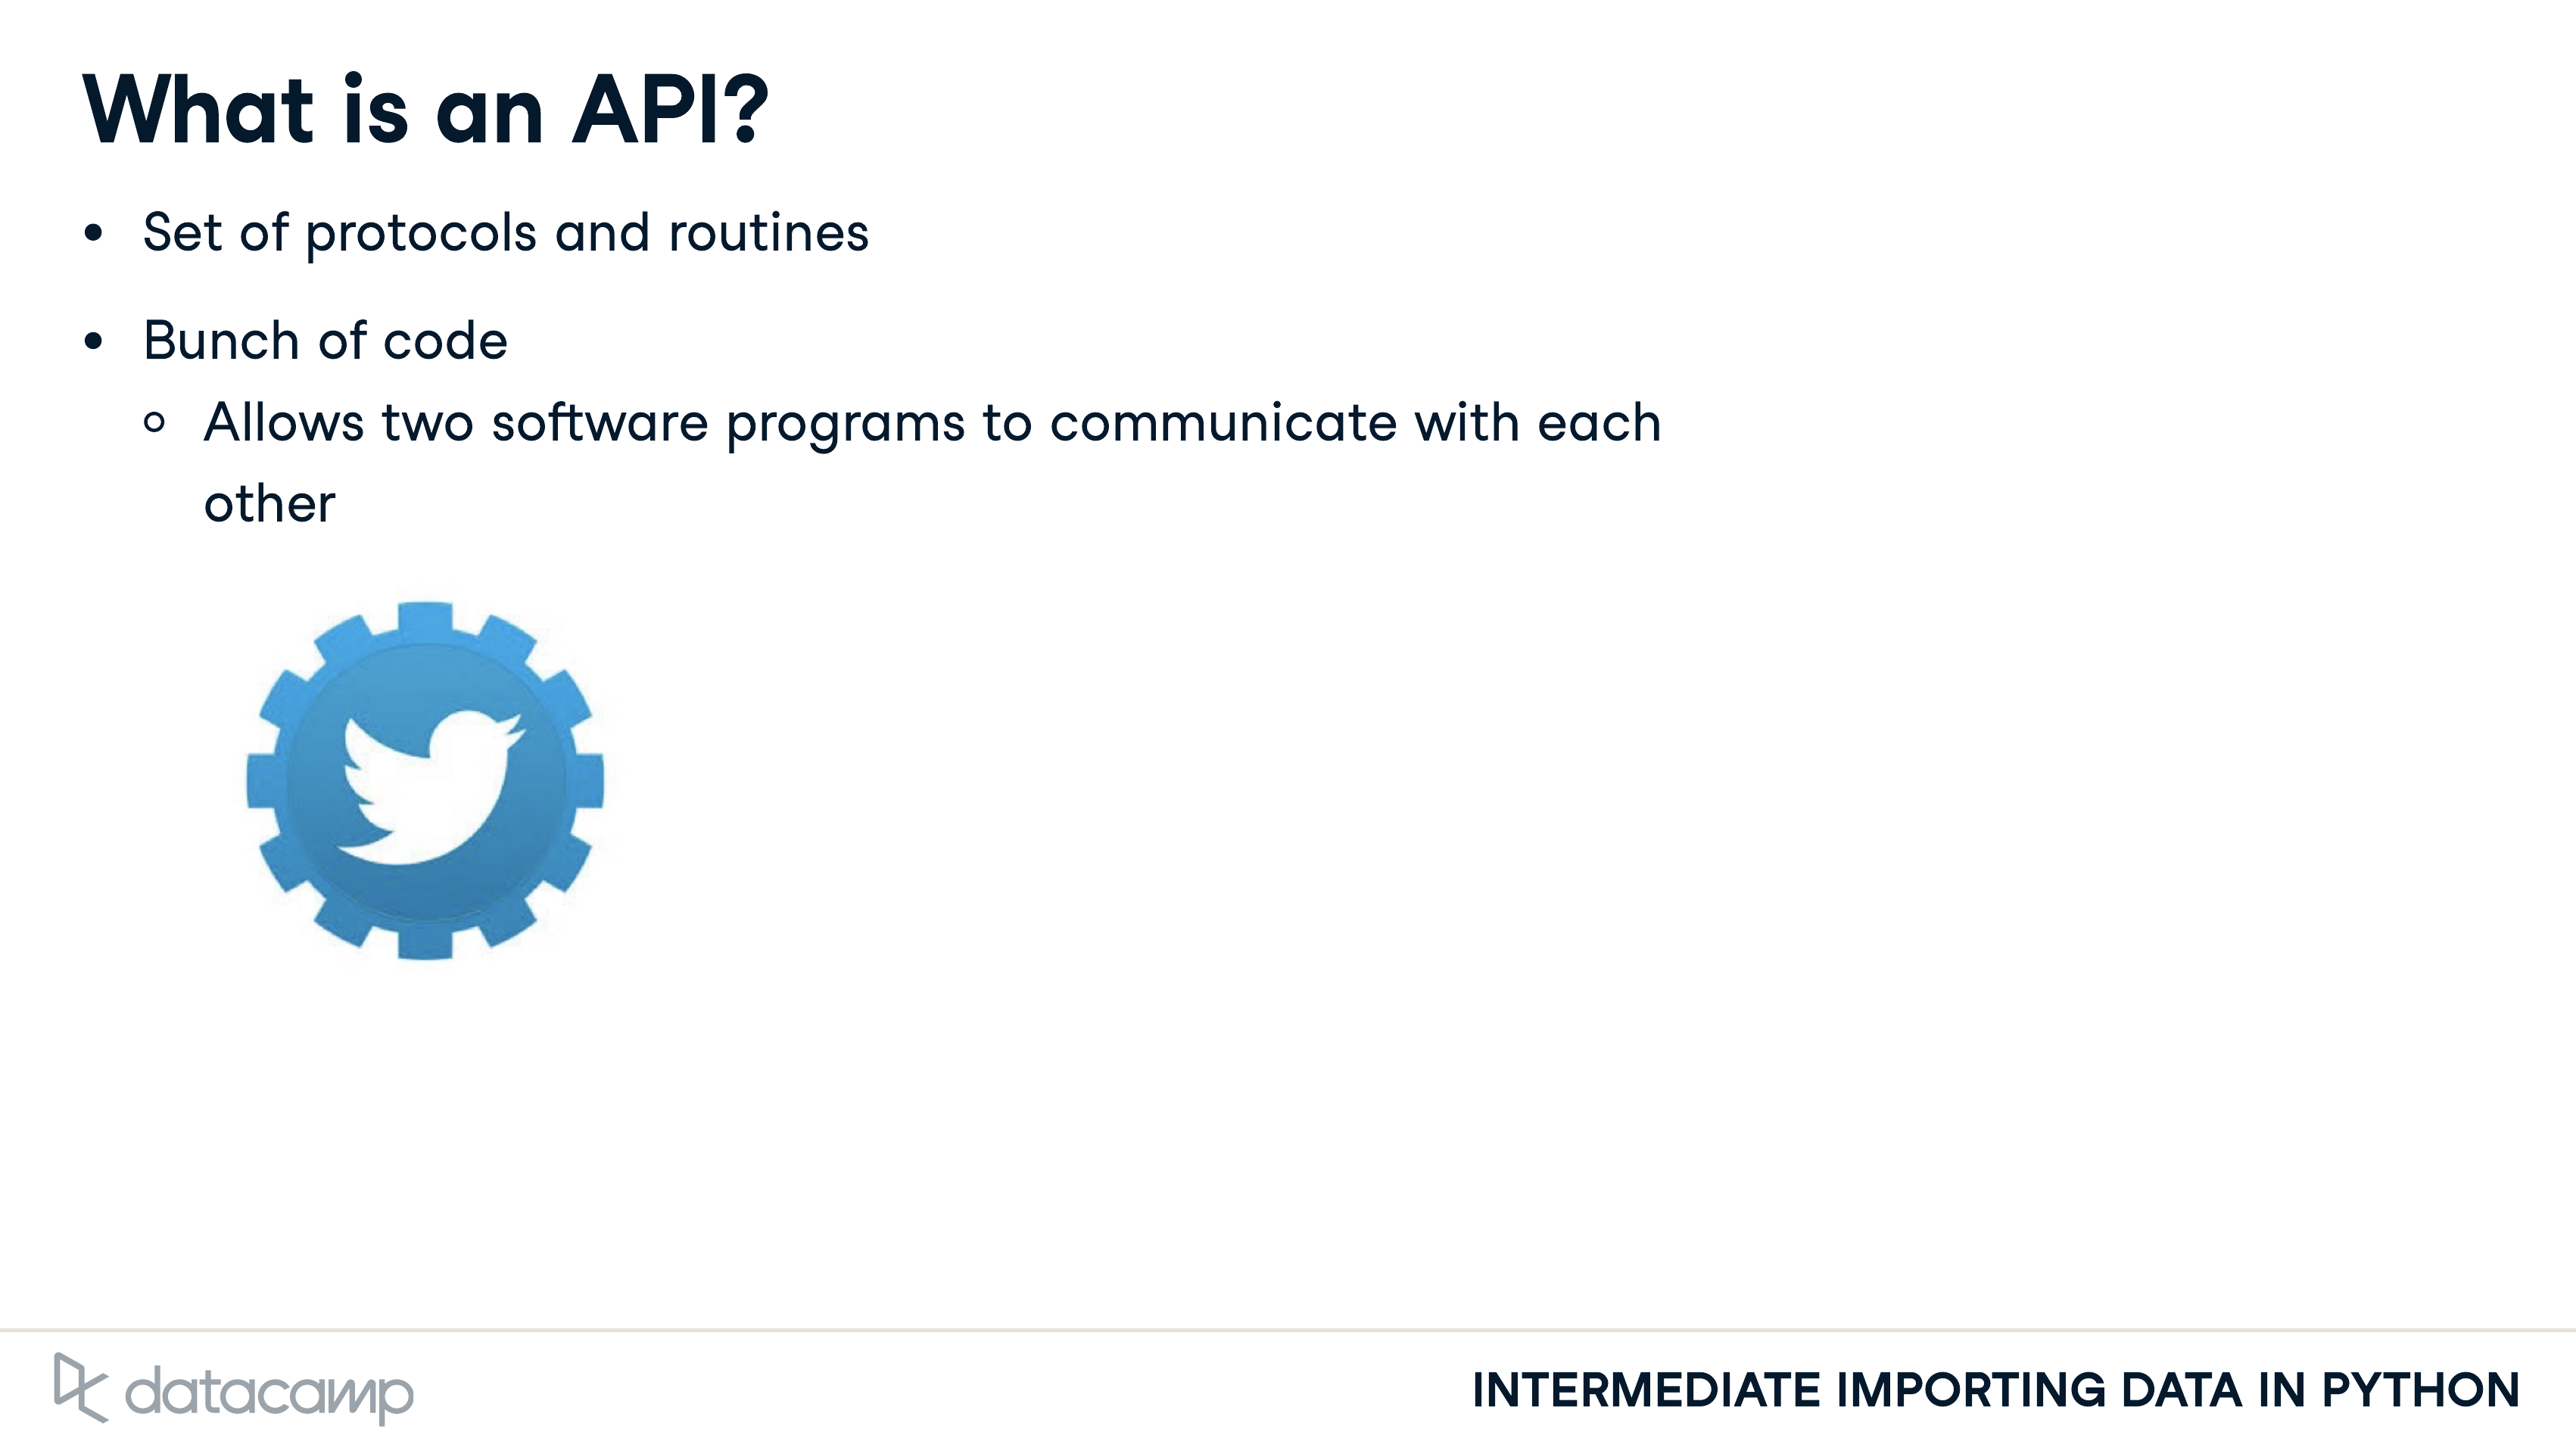 What is an API?
Set of protocols and routines
Bunch of code
Allows two software programs to communicate with each
other
datacamp
INTERMEDIATE IMPORTING DATA IN PYTHON